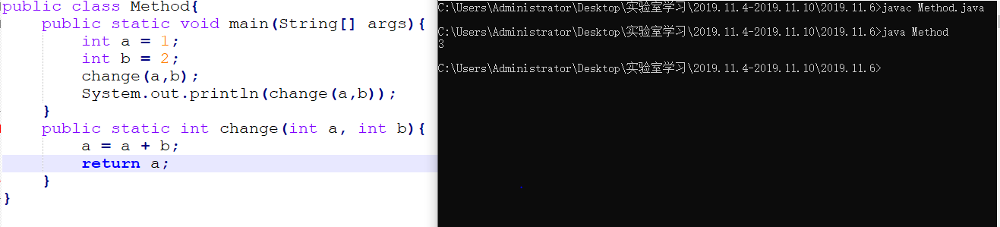 public class Method{
    public static void main(String[] args){
        int a = 1;
        int b = 2;
        change(a,b);
        System.out.println(change(a,b));
    }
    public static int change(int a, int b){
        a = a + b;
        return a;
    }
}
C:\Users\Administrator\Desktop\实验室学习\2019.11.4-2019.11.10\2019.11.6>javac Method.java
C:\Users\Administrator\Desktop\实验室学习\2019.11.4-2019.11.10\2019.11.6>java Method
3
C:\Users\Administrator\Desktop\实验室学习\2019.11.4-2019.11.10\2019.11.6>